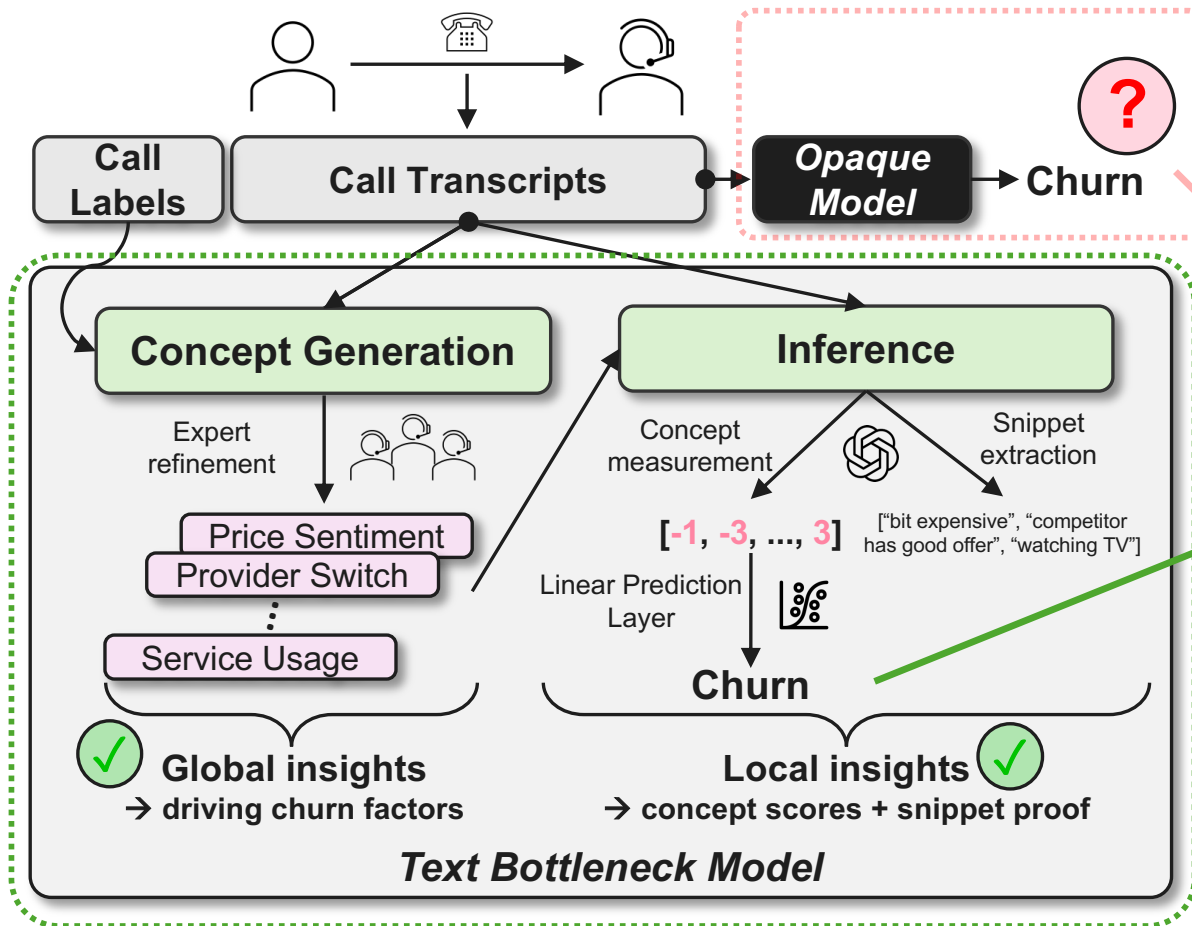 ?
Call
Labels
Call Transcripts
Opaque
Model
Churn
Concept Generation
Inference
Expert
refinement
Concept
measurement
Snippet
extraction
Price Sentiment
Provider Switch
Service Usage
[-1, -3, ..., 3]
["bit expensive", "competitor
has good offer", "watching TV"]
Linear Prediction
Layer
Churn
✓
Global insights
→ driving churn factors
Local insights
✓
→ concept scores + snippet proof
Text Bottleneck Model